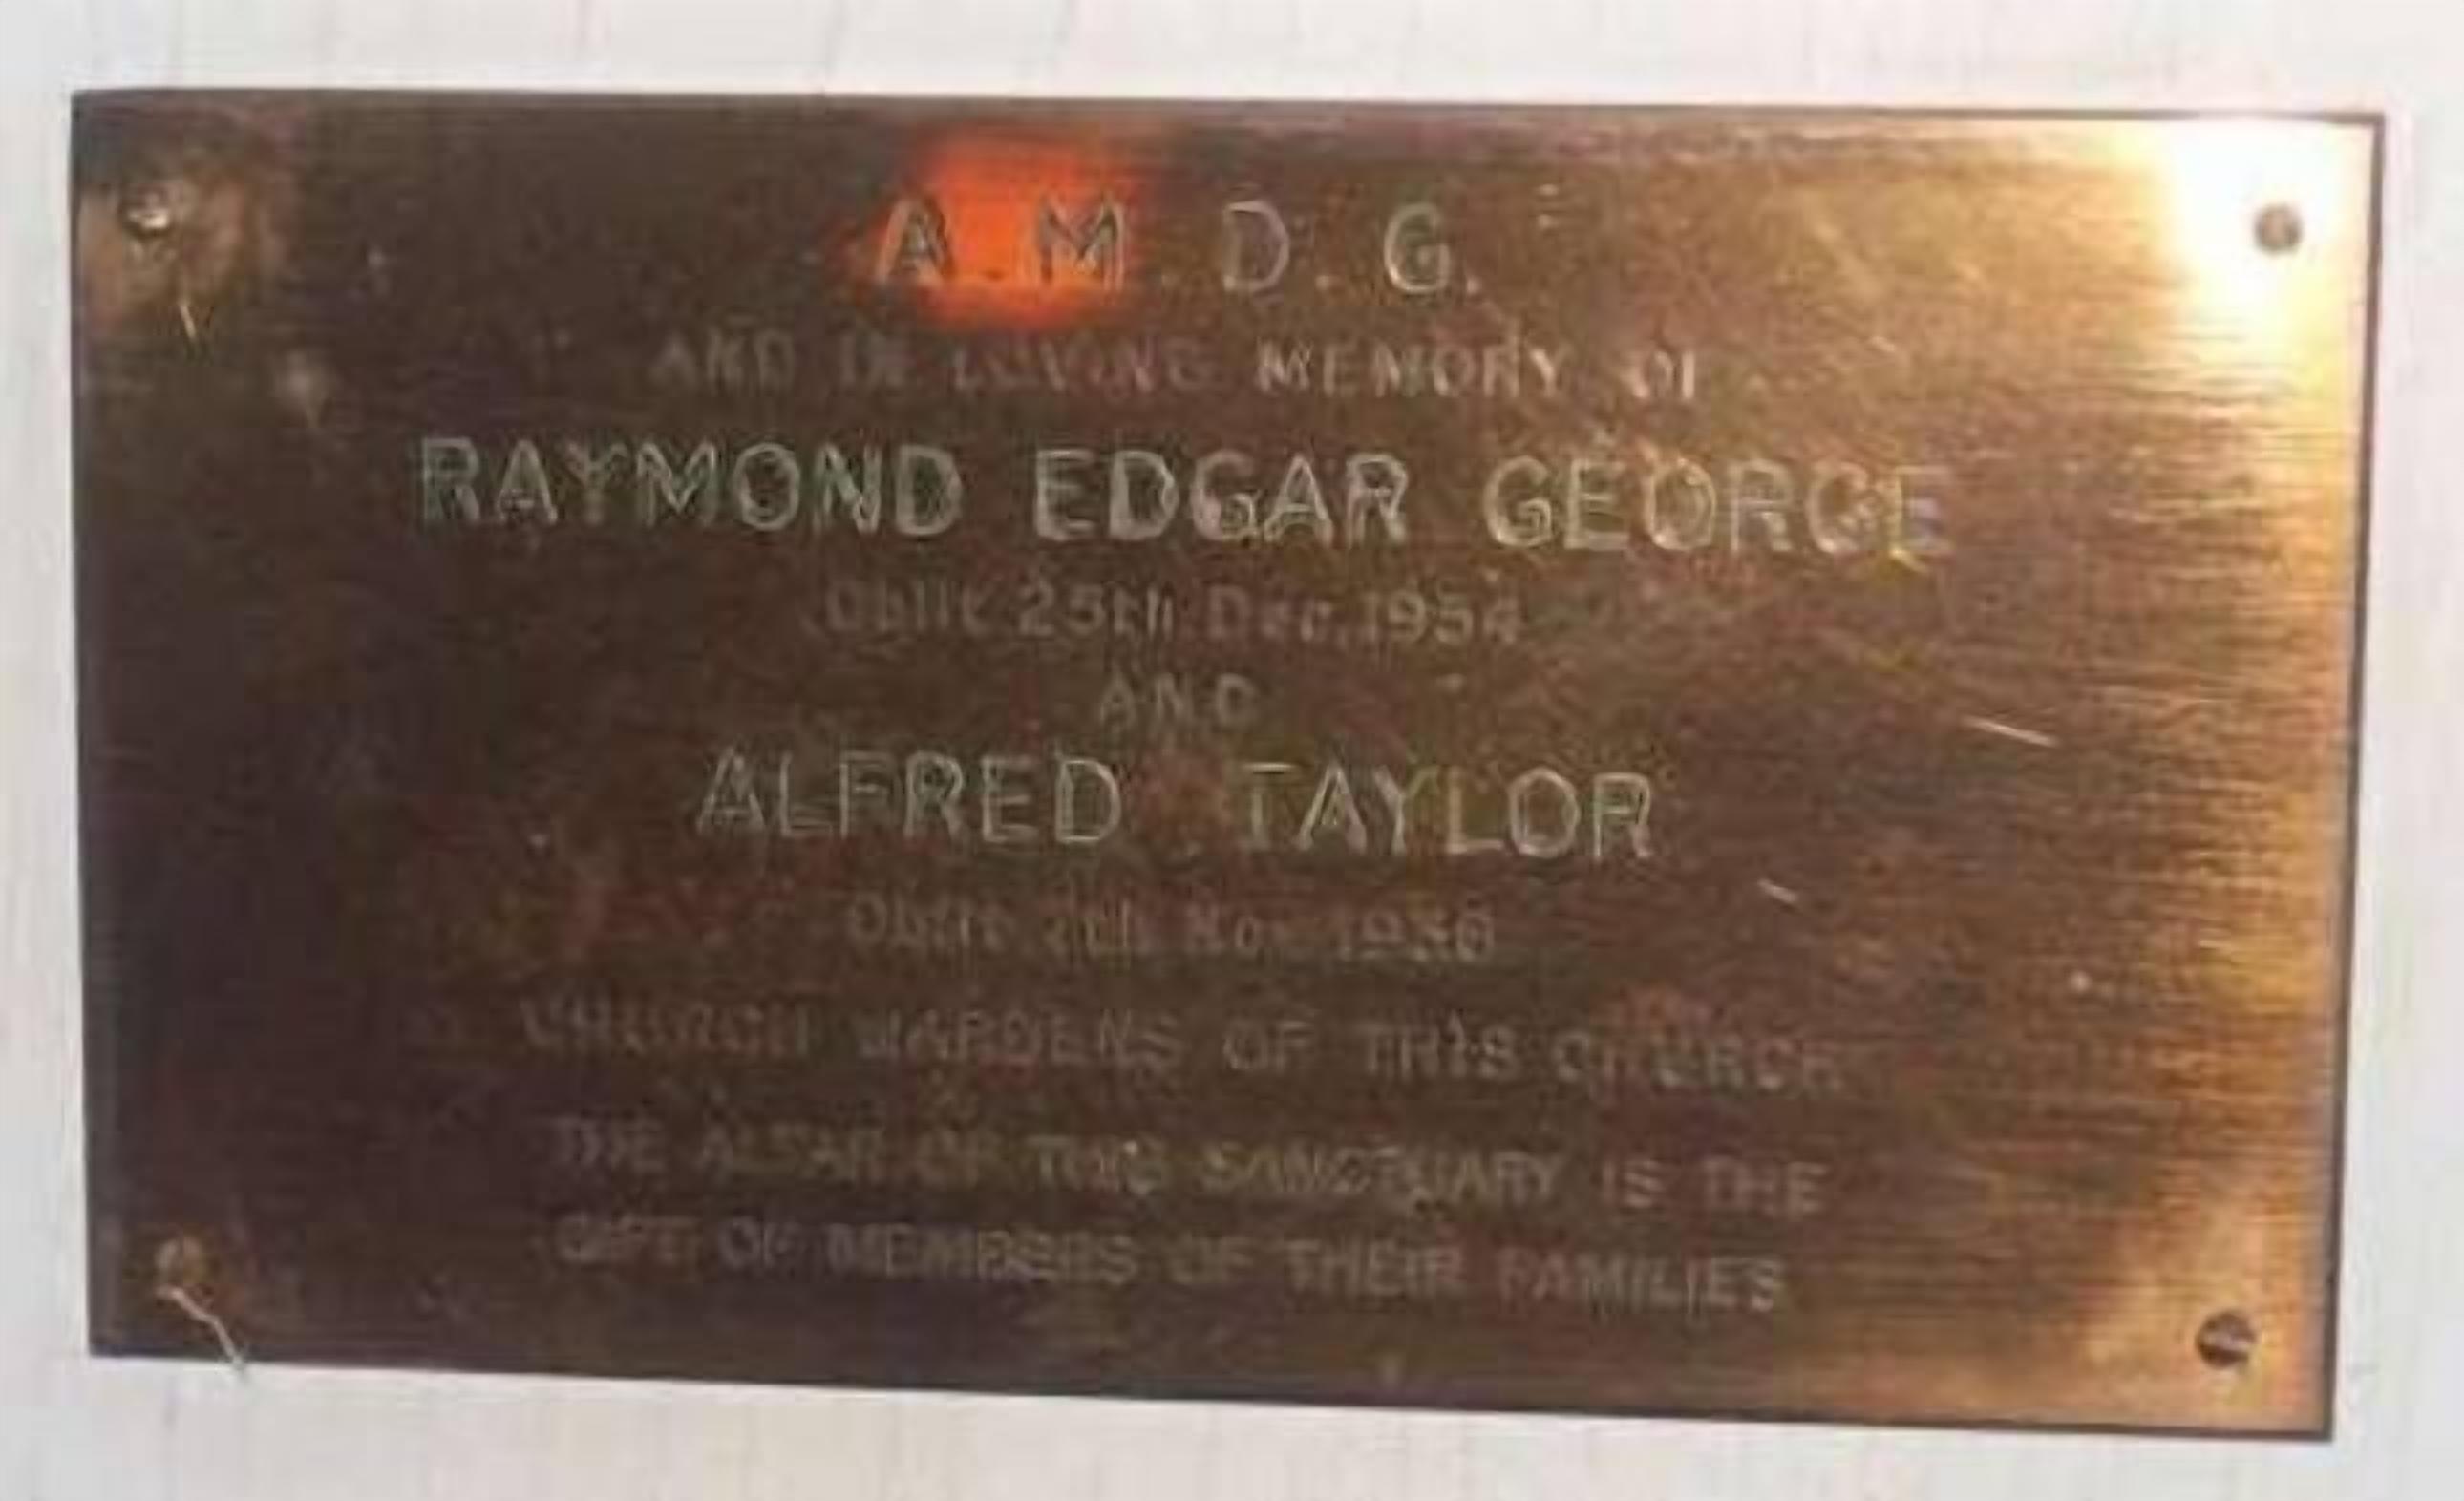 A. M. D. G.
AND IN LOVING MEMORY OF
RAYMOND EDGAR GEORGE
Obiit 25th Dec. 1954
AND
ALFRED TAYLOR
Obiit Nov
CHURCH WARDENS OF THIS CHURCH
THE ALTAR OF THIS SANCTUARY IS THE
GIFT OF MEMBERS OF THEIR FAMILIES